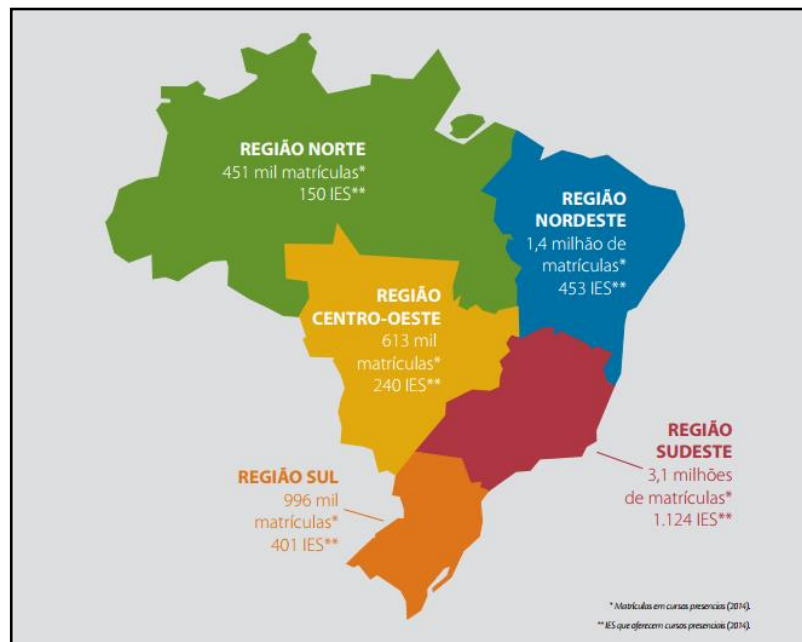 REGIÃO NORTE
451 mil matrículas*
150 IES**
REGIÃO
NORDESTE
1,4 milhão de
matrículas*
453 IES**
REGIÃO
CENTRO-OESTE
613 mil
matrículas*
240 IES**
REGIÃO
SUDESTE
3,1 milhões
de matrículas*
1.124 IES**
REGIÃO SUL
996 mil
matrículas*
401 IES**
* Matrículas em cursos presenciais (2014).
** IES que oferecem cursos presenciais (2014).